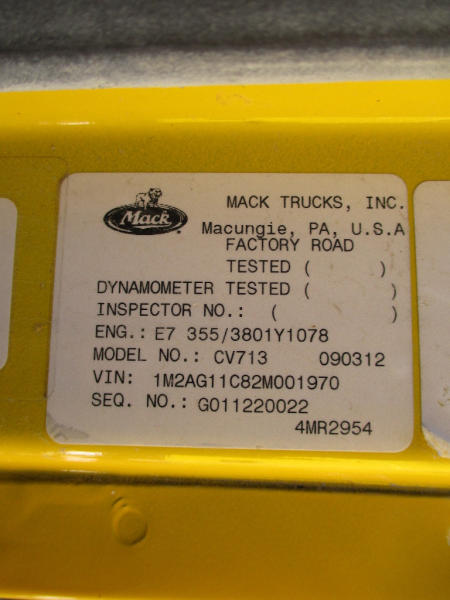 Mack
MACK TRUCKS, INC.
Macungie, PA, U.S.A
FACTORY ROAD
TESTED ( )
DYNAMOMETER TESTED ( )
INSPECTOR NO.: ( )
ENG.: E7 355/3801Y1078
MODEL NO.: CV713 090312
VIN: 1M2AG11C82M001970
SEQ. NO.: G011220022
4MR2954